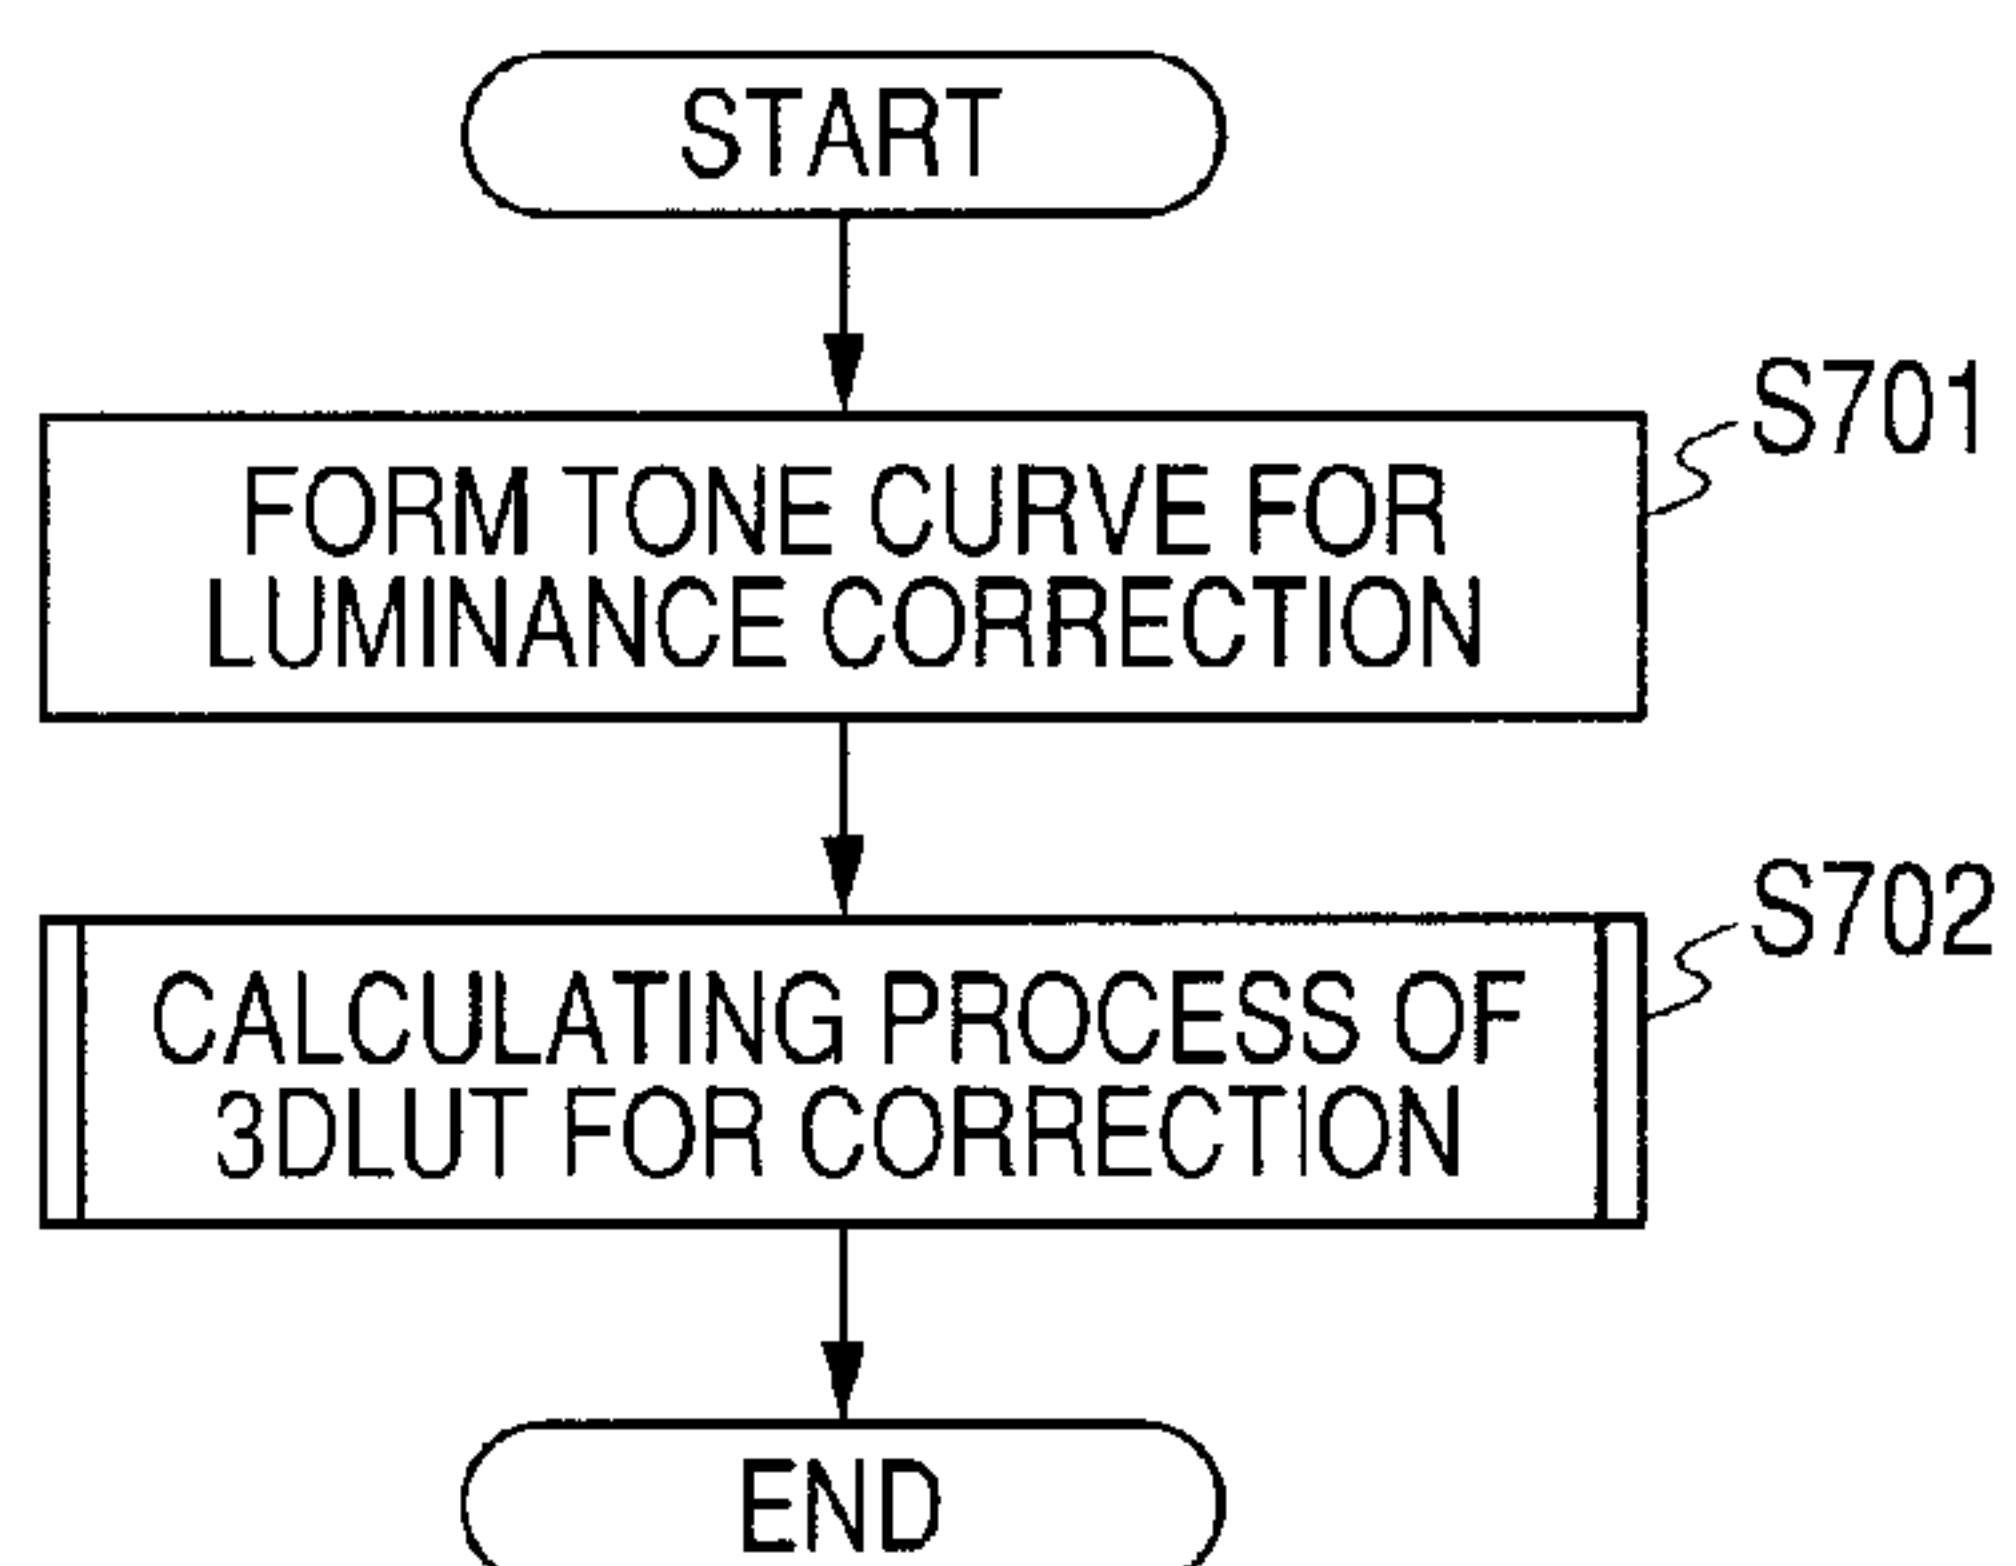 START
S701
FORM TONE CURVE FOR
LUMINANCE CORRECTION
S702
CALCULATING PROCESS OF
3DLUT FOR CORRECTION
END